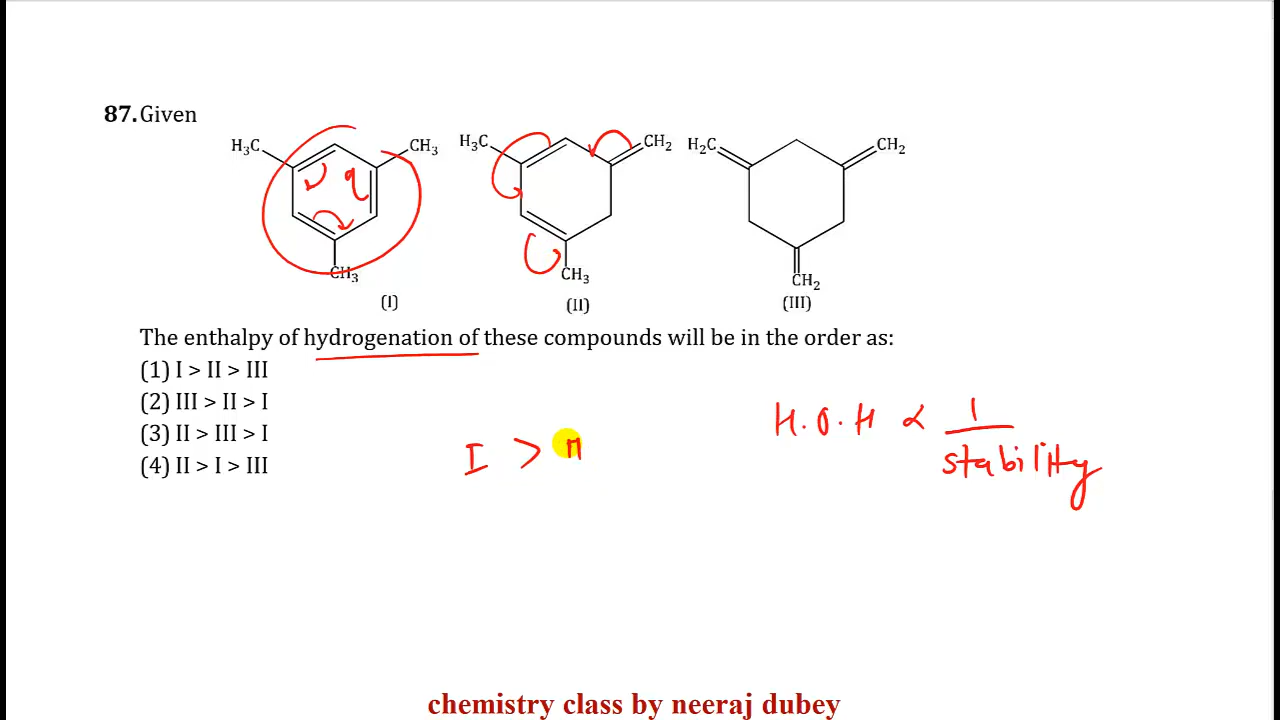 87. Given
H₃C CH₃ H₃C CH₂ H₂C CH₂
CH₃ CH₃ CH₂
(I) (II) (III)
The enthalpy of hydrogenation of these compounds will be in the order as:
(1) I > II > III
(2) III > II > I
(3) II > III > I
(4) II > I > III
H.O.H ∝ 1
stability
I > II
chemistry class by neeraj dubey